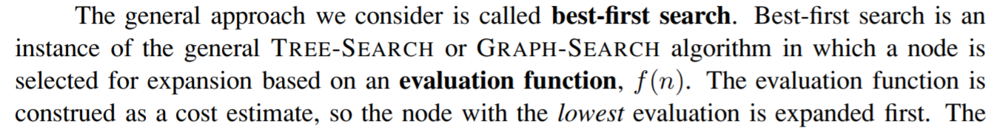 The general approach we consider is called best-first search. Best-first search is an
instance of the general TREE-SEARCH or GRAPH-SEARCH algorithm in which a node is
selected for expansion based on an evaluation function, f(n). The evaluation function is
construed as a cost estimate, so the node with the lowest evaluation is expanded first. The